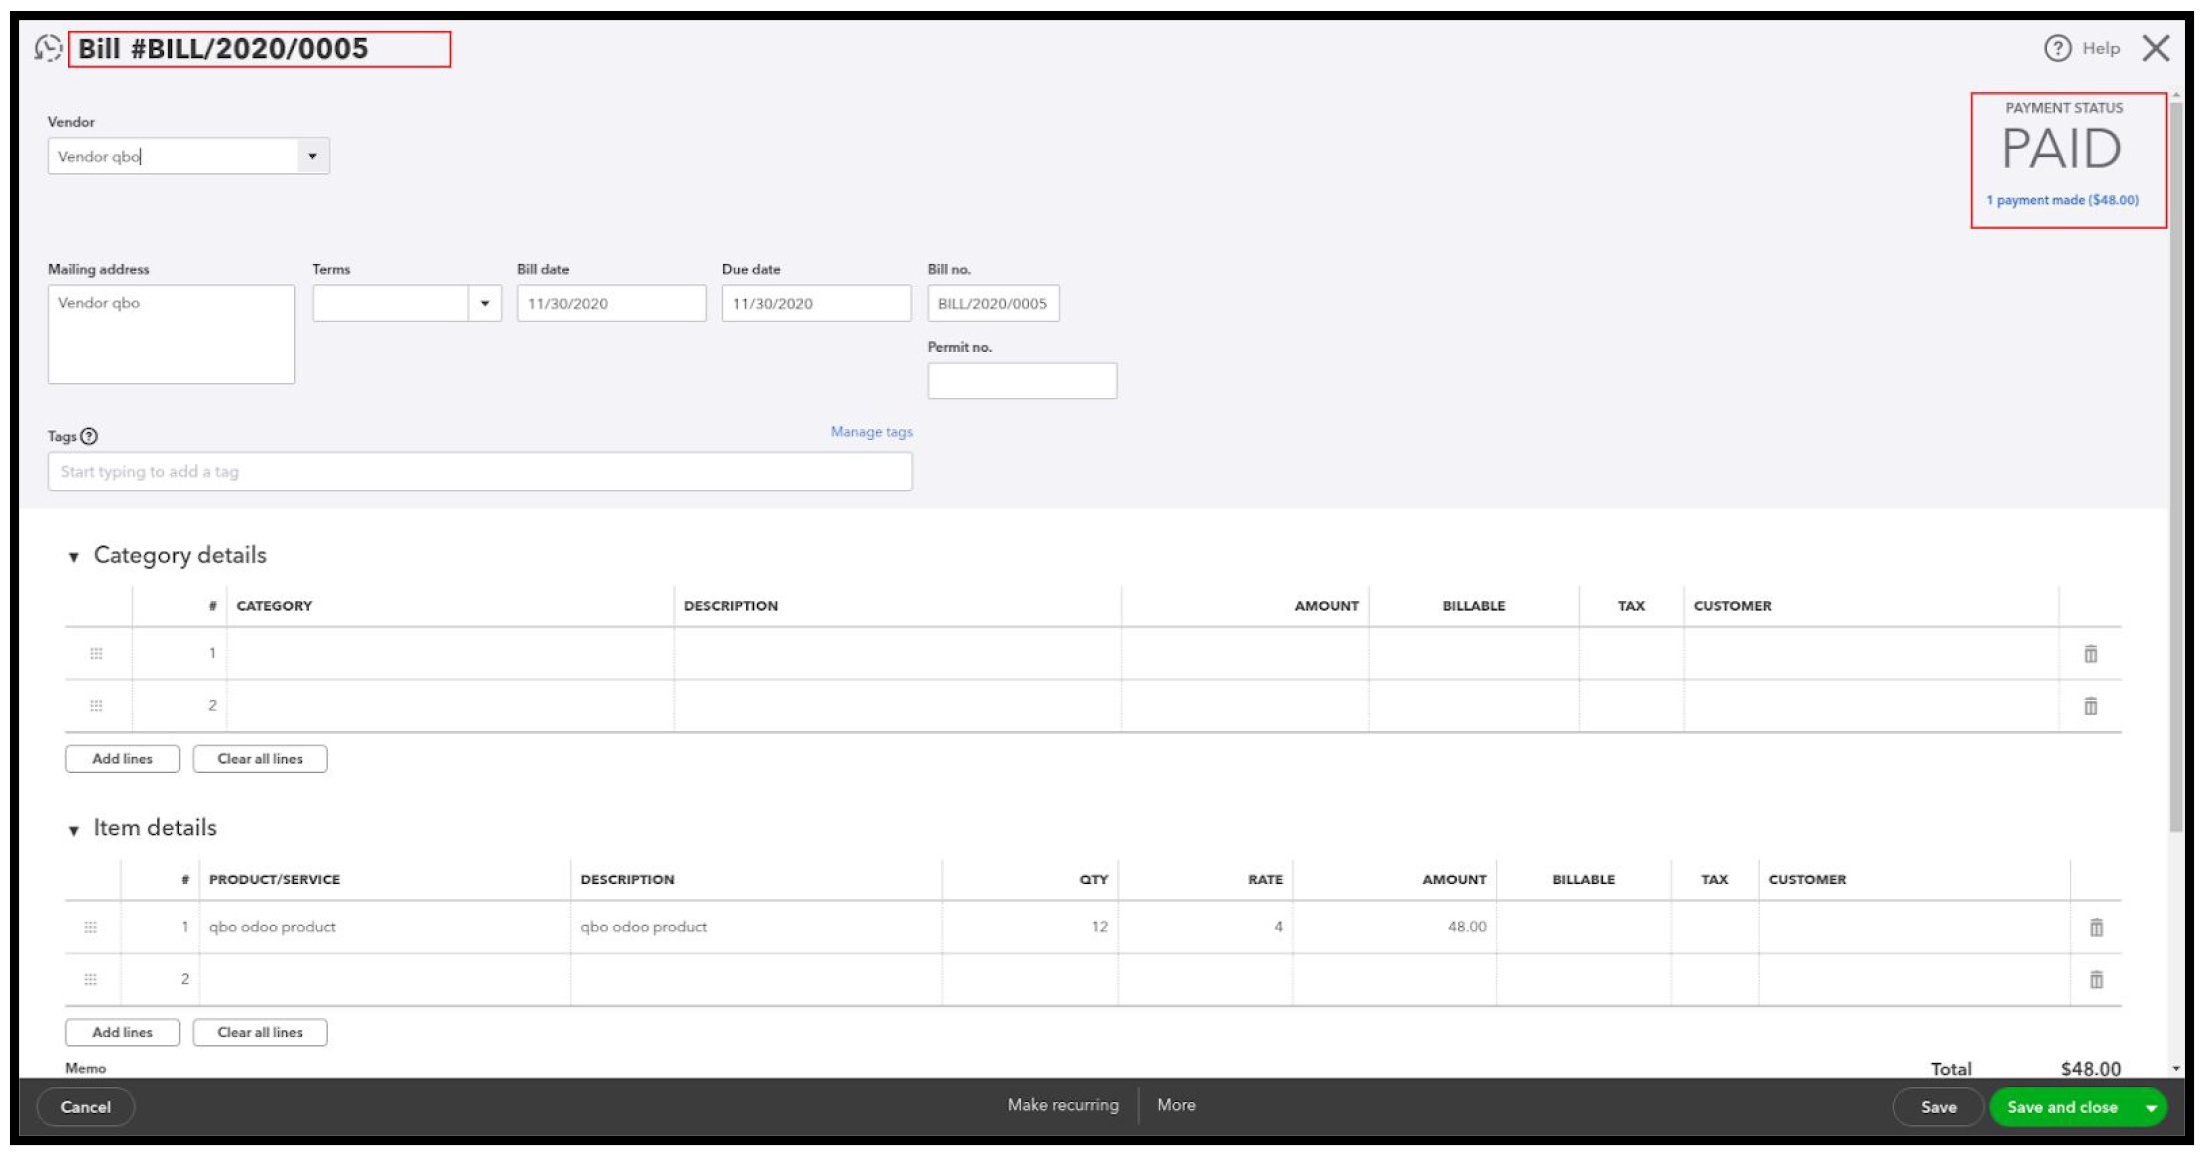 Bill #BILL/2020/0005
Help
PAYMENT STATUS
PAID
1 payment made ($48.00)
Vendor
Vendor qbo
Mailing address Terms Bill date Due date Bill no.
Vendor qbo 11/30/2020 11/30/2020 BILL/2020/0005
Permit no.
Tags ? Manage tags
Start typing to add a tag
Category details
# CATEGORY DESCRIPTION AMOUNT BILLABLE TAX CUSTOMER
1
2
Add lines Clear all lines
Item details
# PRODUCT/SERVICE DESCRIPTION QTY RATE AMOUNT BILLABLE TAX CUSTOMER
1 qbo odoo product qbo odoo product 12 4 48.00
2
Add lines Clear all lines
Memo Total $48.00
Cancel Make recurring More Save Save and close